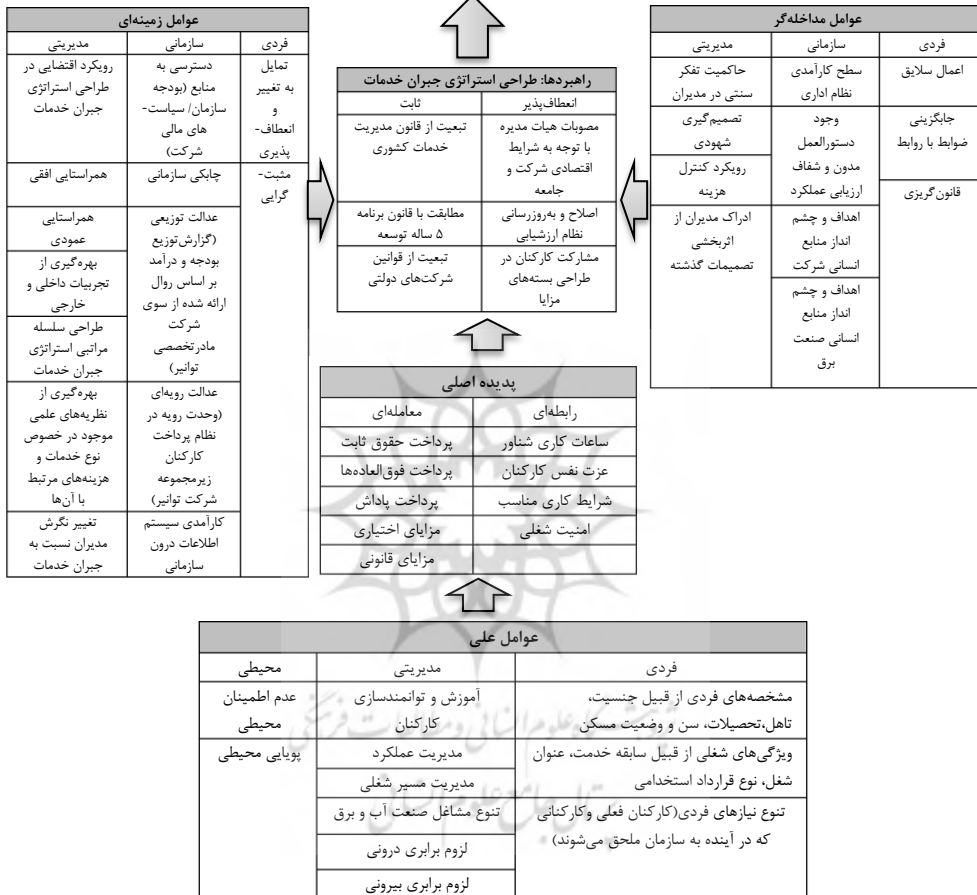 عوامل زمینه‌ای
فردی
سازمانی
مدیریتی
تمایل
به تغییر
و
انعطاف-
پذیری
مثبت-
گرایی
دسترسی به
منابع (بودجه
سازمان/ سیاست-
های مالی
شرکت)
چابکی سازمانی
عدالت توزیعی
(گزارش‌توزیع
بودجه و درآمد
بر اساس روال
ارائه شده از سوی
شرکت
مادرتخصصی
توانیر)
عدالت رویه‌ای
(وحدت رویه در
نظام پرداخت
کارکنان
زیرمجموعه
شرکت توانیر)
کارآمدی سیستم
اطلاعات درون
سازمانی
رویکرد اقتضایی در
طراحی استراتژی
جبران خدمات
همراستایی افقی
همراستایی
عمودی
بهره‌گیری از
تجربیات داخلی و
خارجی
طراحی سلسله
مراتبی استراتژی
جبران خدمات
بهره‌گیری از
نظریه‌های علمی
موجود در خصوص
نوع خدمات و
هزینه‌های مرتبط
با آن‌ها
تغییر نگرش
مدیران نسبت به
جبران خدمات
راهبردها: طراحی استراتژی جبران خدمات
انعطاف‌پذیر
ثابت
مصوبات هیات مدیره
با توجه به شرایط
اقتصادی شرکت و
جامعه
تبعیت از قانون مدیریت
خدمات کشوری
اصلاح و به‌روزرسانی
نظام ارزشیابی
مطابقت با قانون برنامه
۵ ساله توسعه
مشارکت کارکنان در
طراحی بسته‌های
مزایا
تبعیت از قوانین
شرکت‌های دولتی
عوامل مداخله‌گر
فردی
سازمانی
مدیریتی
اعمال سلایق
جابگزینی
ضوابط با روابط
قانون‌گریزی
سطح کارآمدی
نظام اداری
وجود
دستورالعمل
مدون و شفاف
ارزیابی عملکرد
اهداف و چشم
انداز منابع
انسانی شرکت
اهداف و چشم
انداز منابع
انسانی صنعت
برق
حاکمیت تفکر
سنتی در مدیران
تصمیم‌گیری
شهودی
رویکرد کنترل
هزینه
ادراک مدیران از
اثربخشی
تصمیمات گذشته
پدیده اصلی
رابطه‌ای
معامله‌ای
ساعات کاری شناور
پرداخت حقوق ثابت
عزت نفس کارکنان
پرداخت فوق‌العاده‌ها
شرایط کاری مناسب
پرداخت پاداش
امنیت شغلی
مزایای اختیاری
مزایای قانونی
عوامل علی
فردی
مدیریتی
محیطی
مشخصه‌های فردی از قبیل جنسیت،
تاهل،تحصیلات، سن و وضعیت مسکن
ویژگی‌های شغلی از قبیل سابقه خدمت، عنوان
شغل، نوع قرارداد استخدامی
تنوع نیازهای فردی(کارکنان فعلی وکارکنانی
که در آینده به سازمان ملحق می‌شوند)
آموزش و توانمندسازی
کارکنان
مدیریت عملکرد
مدیریت مسیر شغلی
تنوع مشاغل صنعت آب و برق
لزوم برابری درونی
لزوم برابری بیرونی
عدم اطمینان
محیطی
پویایی محیطی
پژوهشگاه علوم انسانی و مطالعات فرهنگی
پرتال جامع علوم انسانی